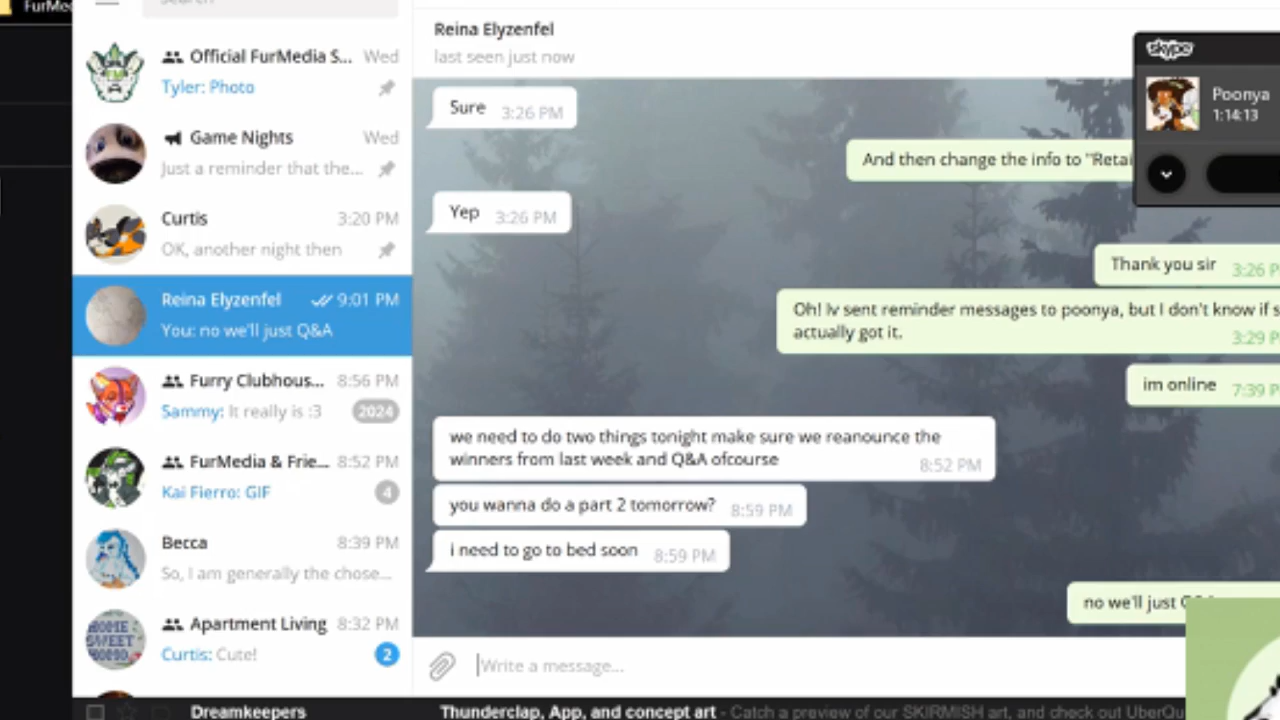 FurMe
Search
Official FurMedia S... Wed
Tyler: Photo
Game Nights Wed
Just a reminder that the...
Curtis 3:20 PM
OK, another night then
Reina Elyzenfel 9:01 PM
You: no we'll just Q&A
Furry Clubhous... 8:56 PM
Sammy: It really is :3 2024
FurMedia & Frie... 8:52 PM
Kai Fierro: GIF 4
Becca 8:39 PM
So, I am generally the chose...
Apartment Living 8:32 PM
Curtis: Cute! 2
HOME
SWEET
Reina Elyzenfel
last seen just now
Sure 3:26 PM
And then change the info to "Retai
Yep 3:26 PM
Thank you sir 3:26 P
Oh! Iv sent reminder messages to poonya, but I don't know if s
actually got it. 3:29 P
im online 7:39 P
we need to do two things tonight make sure we reanounce the
winners from last week and Q&A ofcourse 8:52 PM
you wanna do a part 2 tomorrow? 8:59 PM
i need to go to bed soon 8:59 PM
no we'll just
Write a message...
skype
Poonya
1:14:13
Dreamkeepers Thunderclap, App, and concept art - Catch a preview of our SKIRMISH art, and check out UberQu